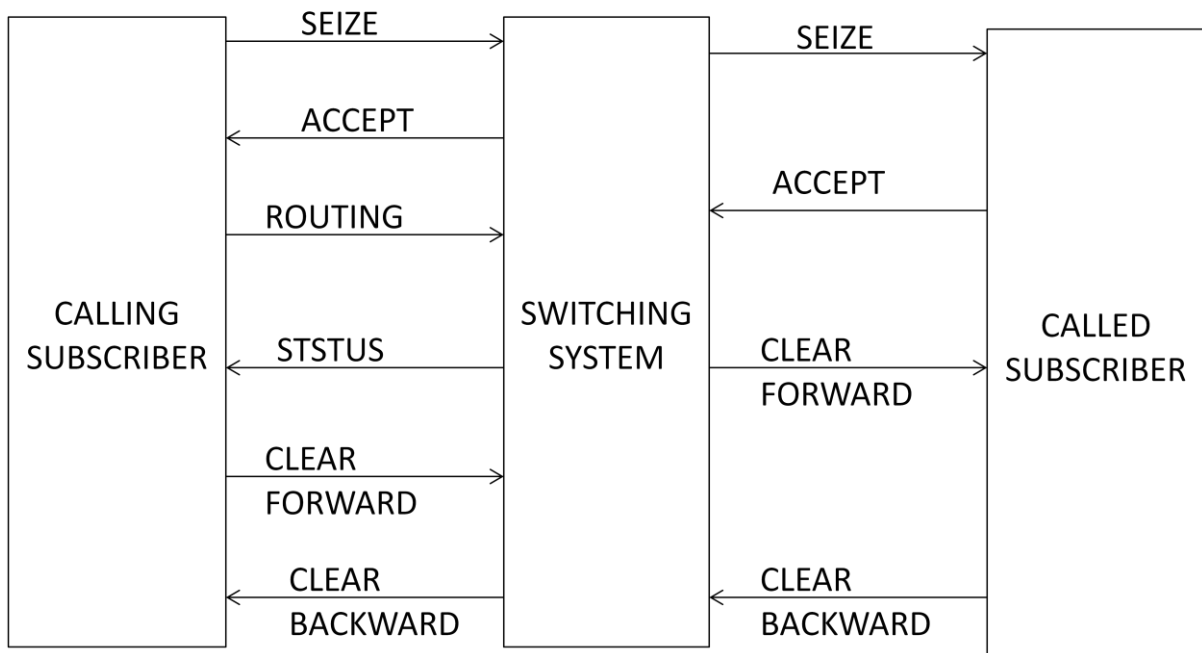 SEIZE
SEIZE
ACCEPT
ACCEPT
ROUTING
CALLING
SUBSCRIBER
SWITCHING
SYSTEM
CALLED
SUBSCRIBER
STSTUS
CLEAR
FORWARD
CLEAR
FORWARD
CLEAR
BACKWARD
CLEAR
BACKWARD